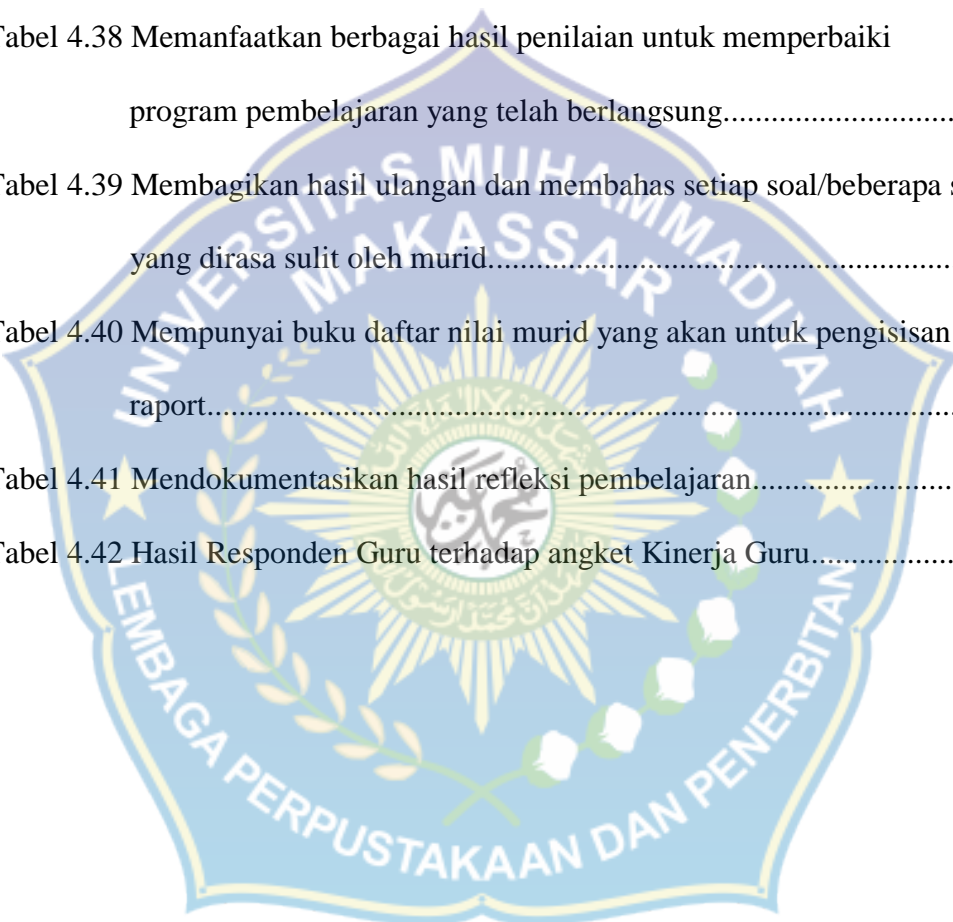 Tabel 4.38 Memanfaatkan berbagai hasil penilaian untuk memperbaiki
program pembelajaran yang telah berlangsung............................
Tabel 4.39 Membagikan hasil ulangan dan membahas setiap soal/beberapa s
yang dirasa sulit oleh murid.....................................................
Tabel 4.40 Mempunyai buku daftar nilai murid yang akan untuk pengisisan
raport.....................................................................................
Tabel 4.41 Mendokumentasikan hasil refleksi pembelajaran..........................
Tabel 4.42 Hasil Responden Guru terhadap angket Kinerja Guru...................
UNIVERSITAS MUHAMMADIYAH
MAKASSAR
LEMBAGA PERPUSTAKAAN DAN PENERBITAN